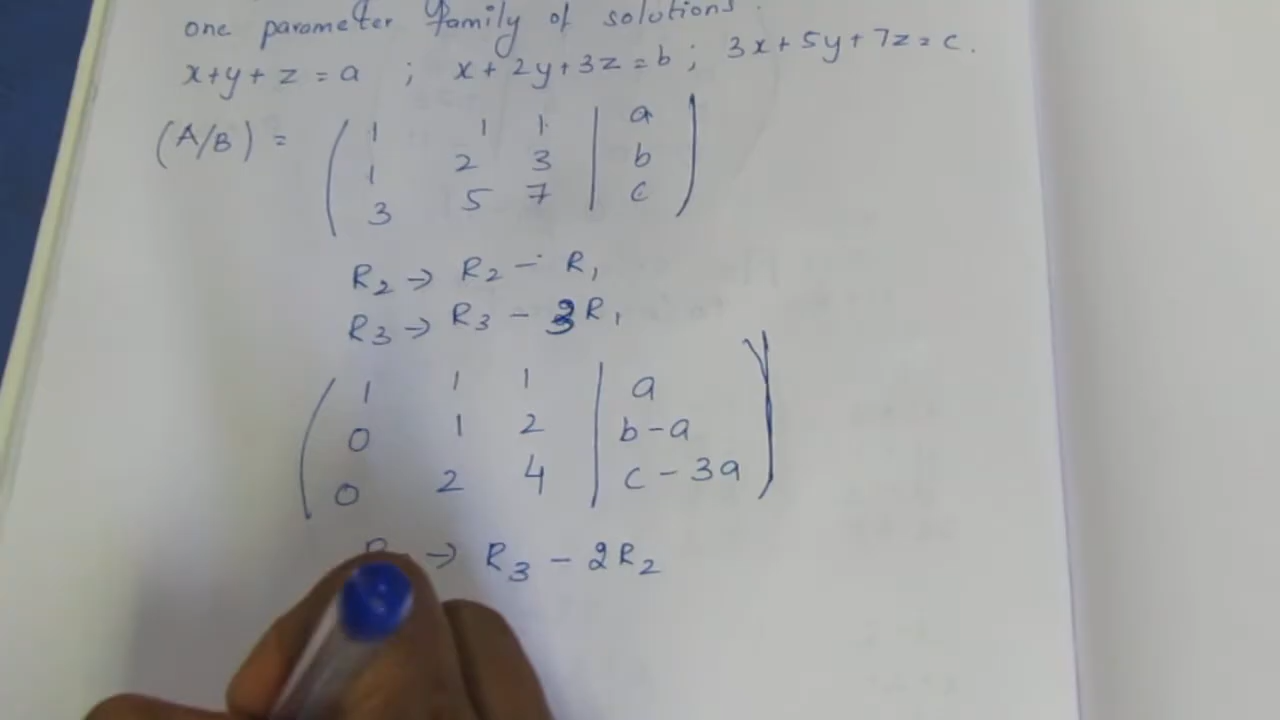 one parameter family of solutions.
x+y+z=a ; x+2y+3z=b; 3x+5y+7z=c.
(A/B) = ( 1 1 1 | a )
1 2 3 | b
3 5 7 | c
R₂ → R₂ - R₁
R₃ → R₃ - 3R₁
( 1 1 1 | a )
0 1 2 | b-a
0 2 4 | c-3a
→ R₃ - 2R₂